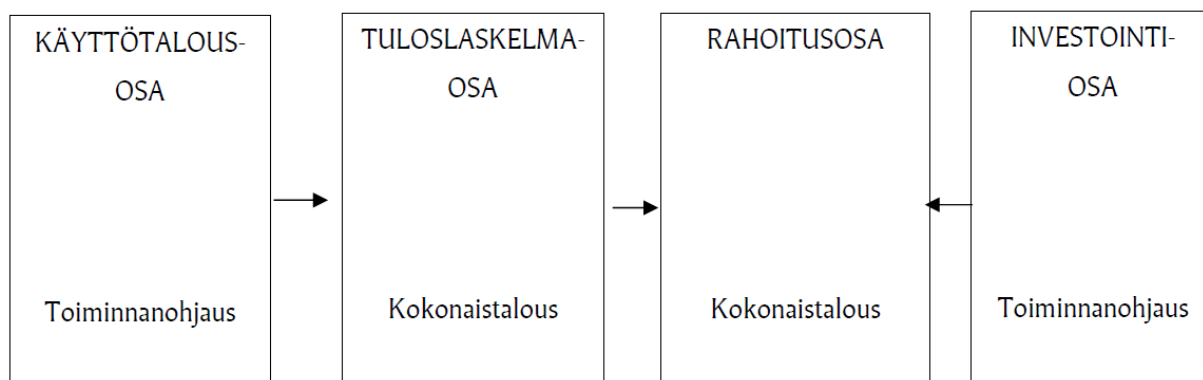 KÄYTTÖTALOUS-
OSA
Toiminnanohjaus
TULOSLASKELMA-
OSA
Kokonaistalous
RAHOITUSOSA
Kokonaistalous
INVESTOINTI-
OSA
Toiminnanohjaus